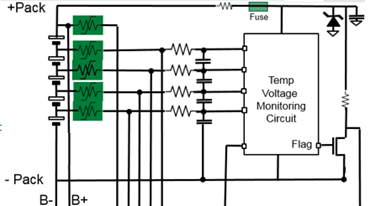 +Pack
Fuse
Temp
Voltage
Monitoring
Circuit
Flag
- Pack
B-
B+